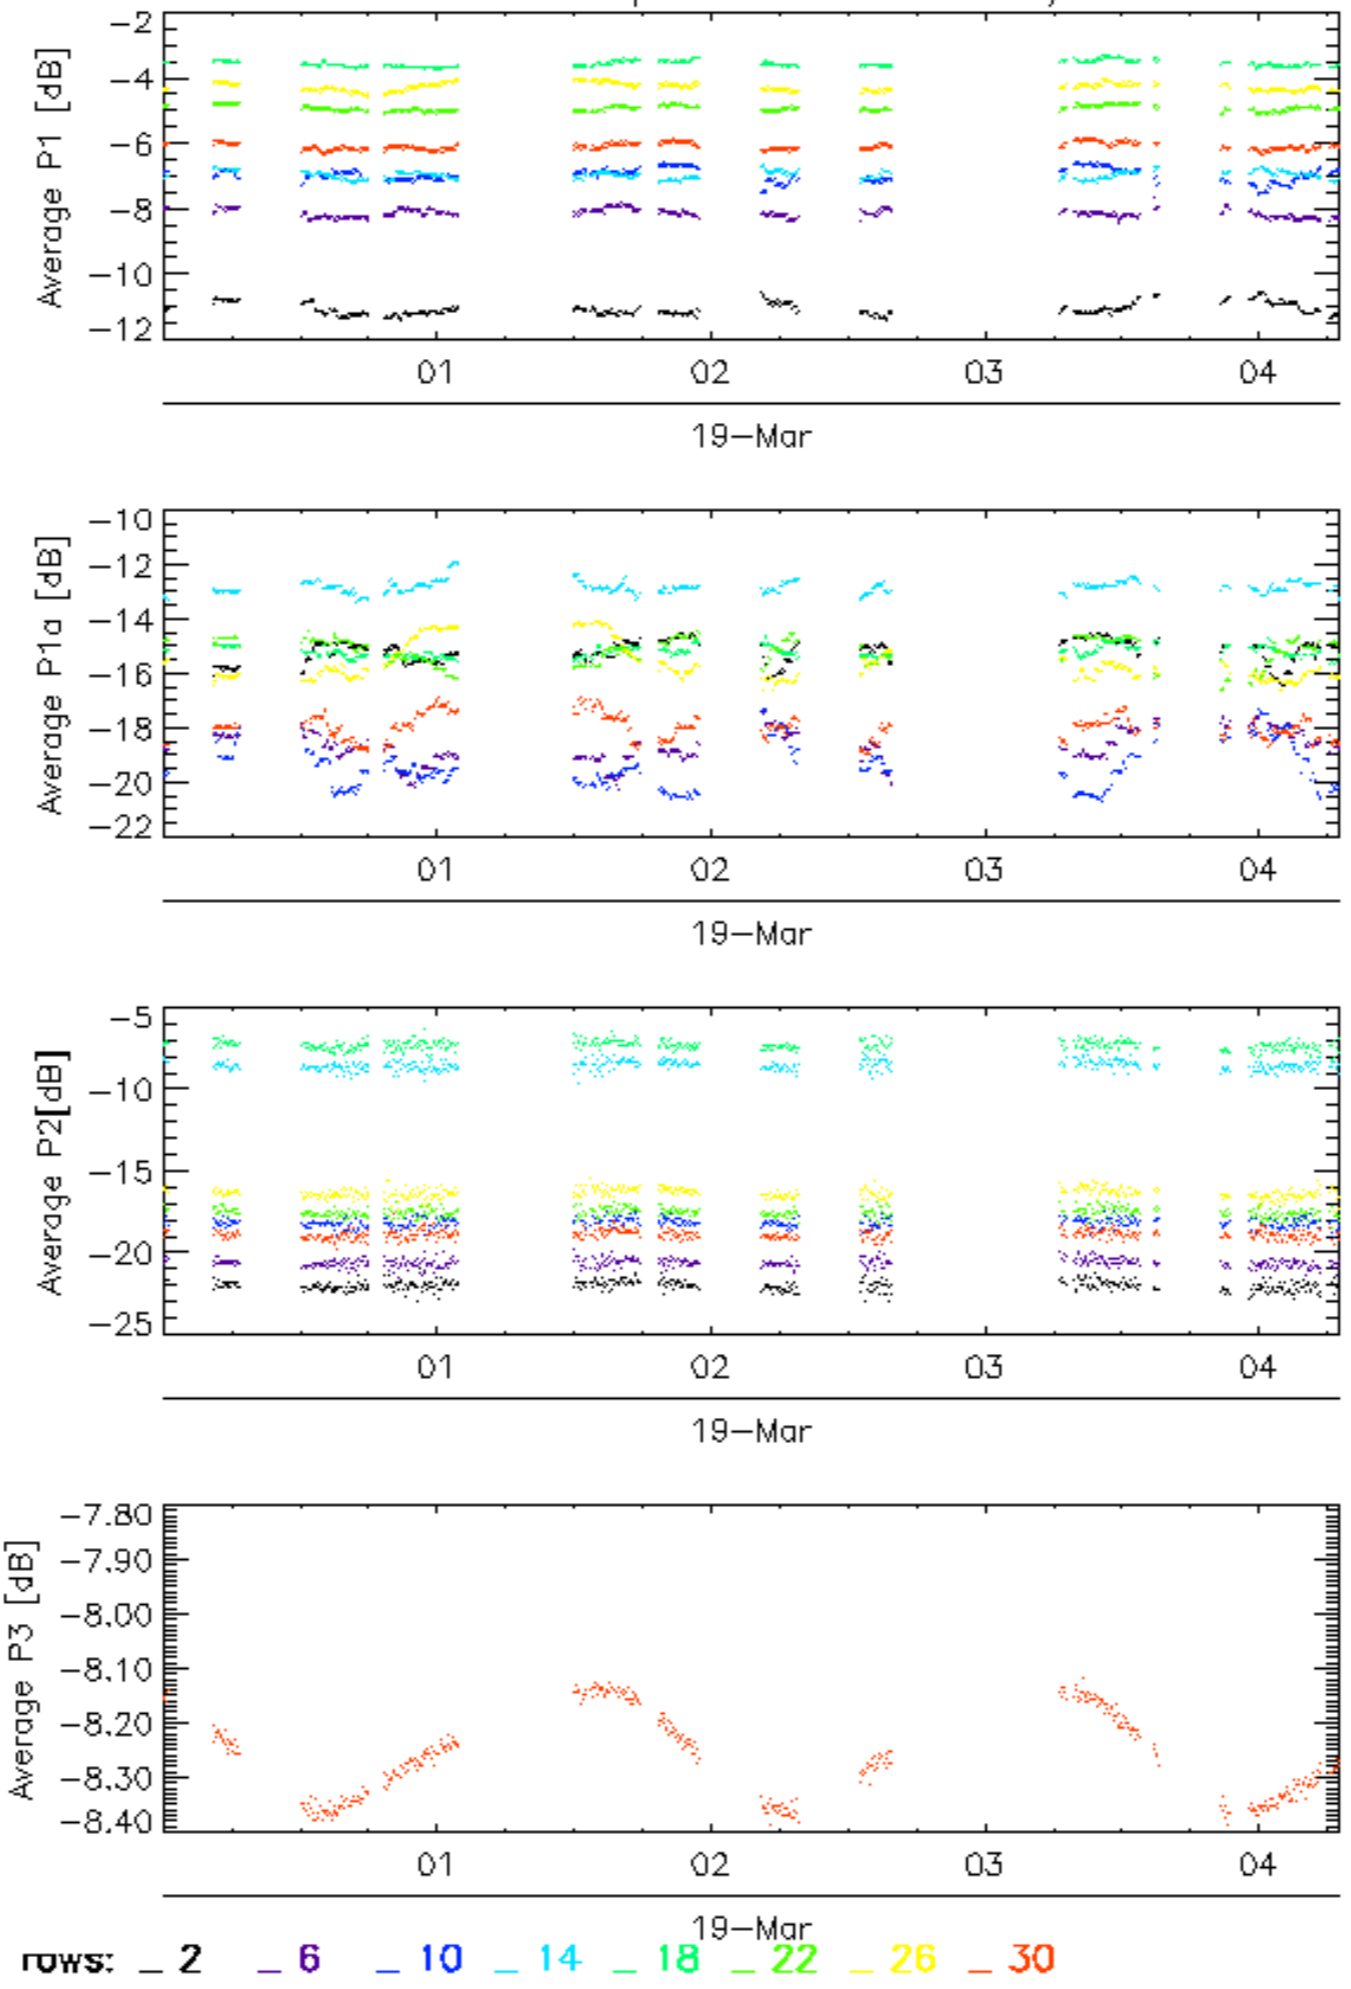 Average P1 [dB]
−2
−4
−6
−8
−10
−12
01 02 03 04
19−Mar
Average P1a [dB]
−10
−12
−14
−16
−18
−20
−22
01 02 03 04
19−Mar
Average P2[dB]
−5
−10
−15
−20
−25
01 02 03 04
19−Mar
Average P3 [dB]
−7.80
−7.90
−8.00
−8.10
−8.20
−8.30
−8.40
01 02 03 04
19−Mar
rows: _ 2 _ 6 _ 10 _ 14 _ 18 _ 22 _ 26 _ 30